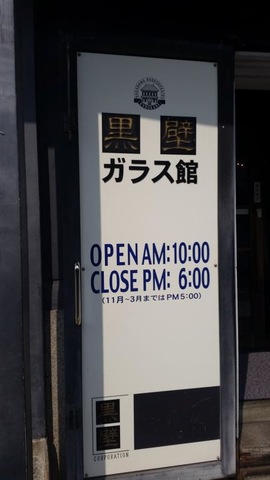 黒壁
ガラス館
OPEN AM:10:00
CLOSE PM: 6:00
(11月~3月まではPM5:00)
黒
壁
CORPORATION